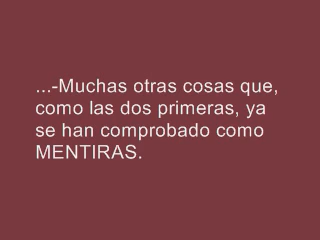 ...-Muchas otras cosas que,
como las dos primeras, ya
se han comprobado como
MENTIRAS.